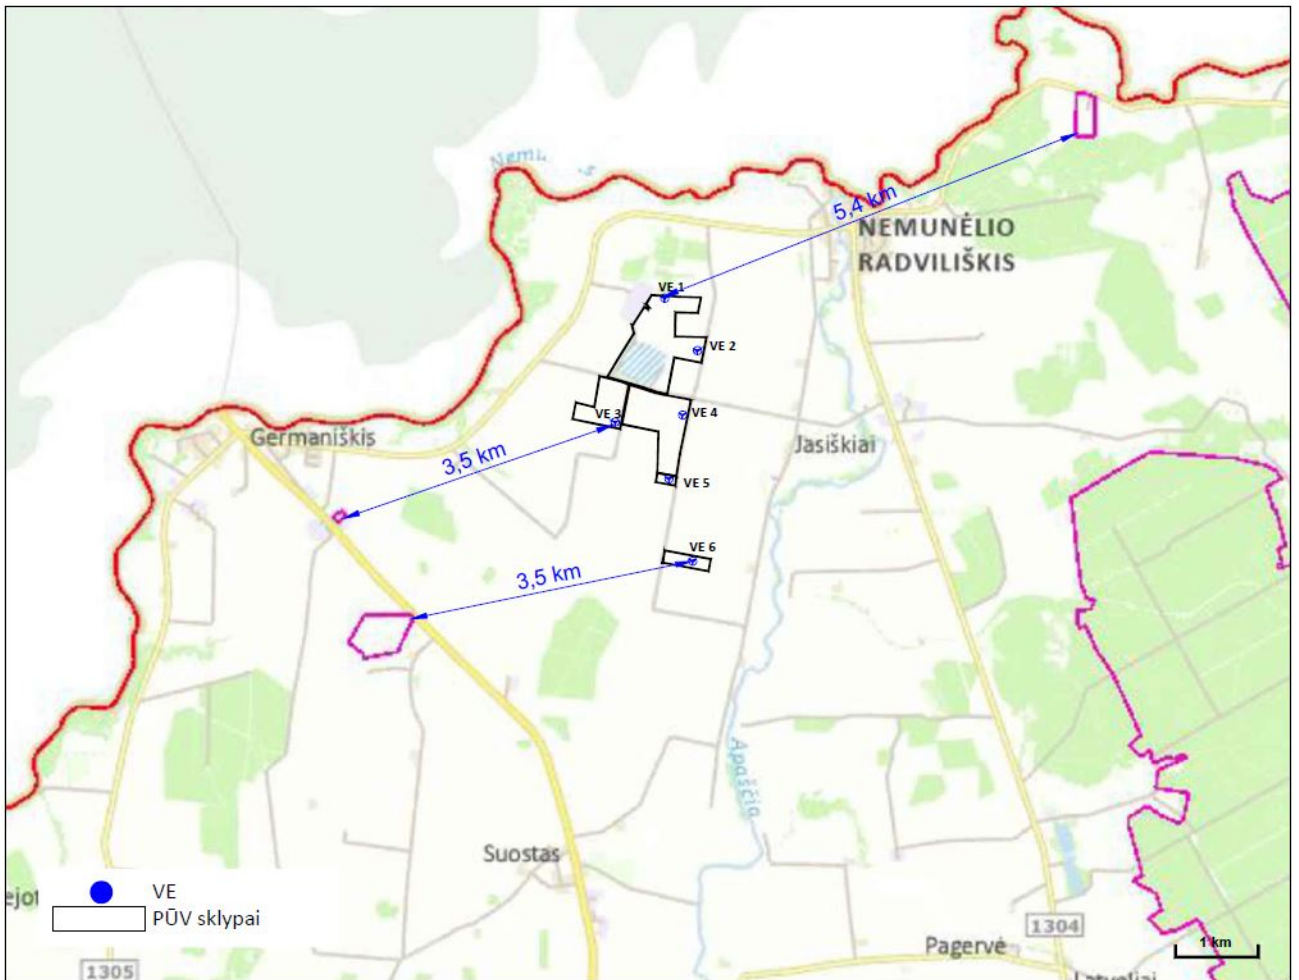 5,4 km
NEMUNĖLIO
RADVILIŠKIS
VE 1
VE 2
VE 3
VE 4
Germaniškis
Jasiškiai
3,5 km
VE 5
VE 6
3,5 km
Apaščia
Suostas
VE
PŪV sklypai
1304
Pagervė
1 km
1305